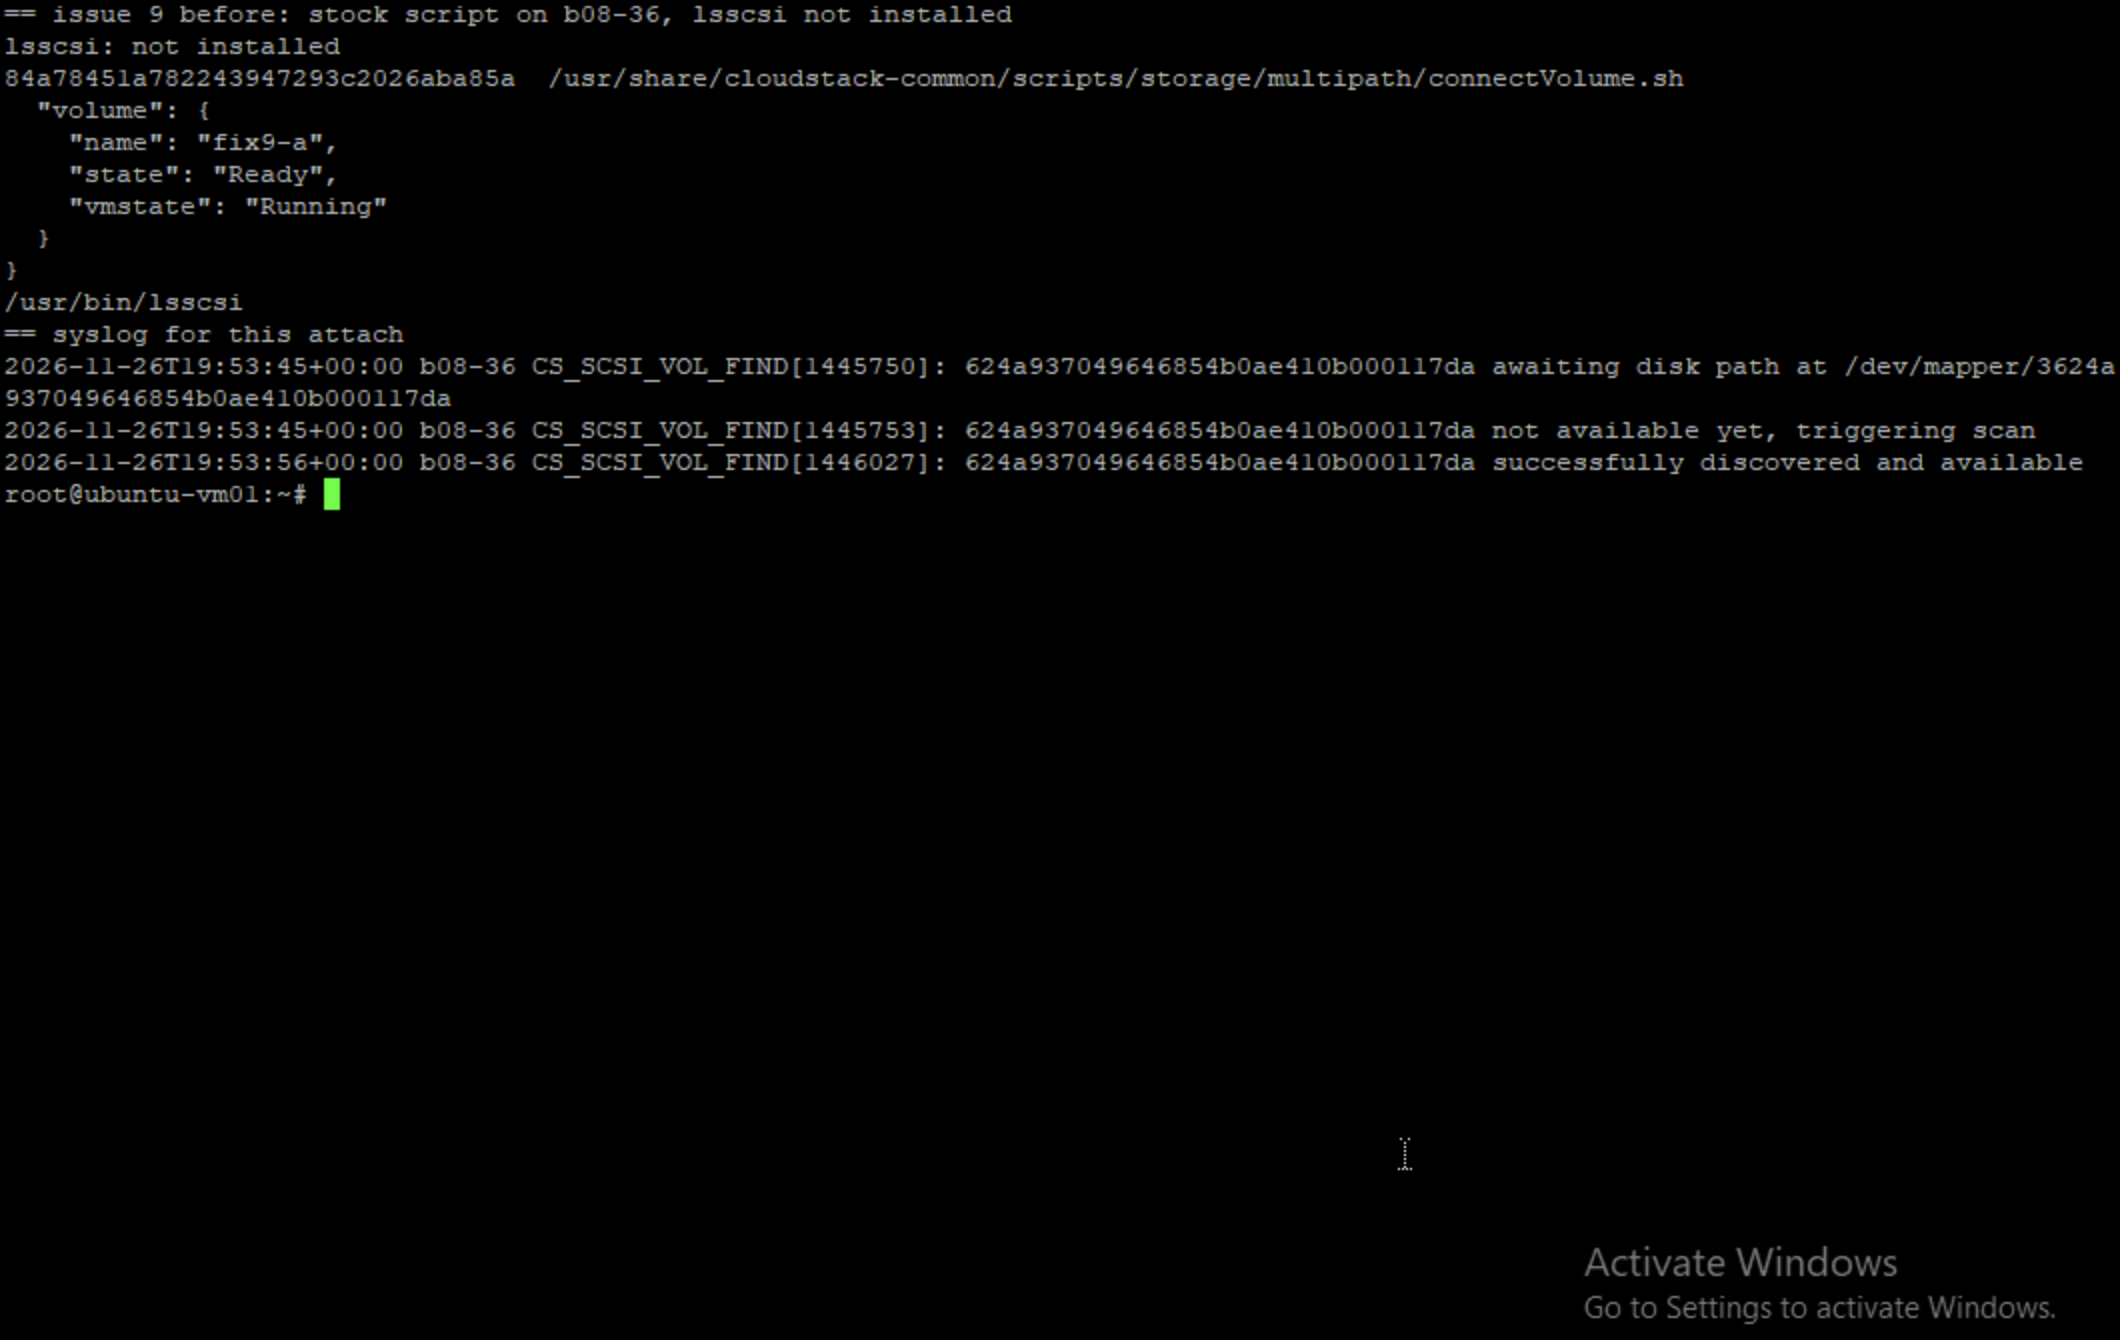 == issue 9 before: stock script on b08-36, lsscsi not installed
lsscsi: not installed
84a78451a782243947293c2026aba85a  /usr/share/cloudstack-common/scripts/storage/multipath/connectVolume.sh
  "volume": {
    "name": "fix9-a",
    "state": "Ready",
    "vmstate": "Running"
  }
}
/usr/bin/lsscsi
== syslog for this attach
2026-11-26T19:53:45+00:00 b08-36 CS_SCSI_VOL_FIND[1445750]: 624a937049646854b0ae410b000117da awaiting disk path at /dev/mapper/3624a
937049646854b0ae410b000117da
2026-11-26T19:53:45+00:00 b08-36 CS_SCSI_VOL_FIND[1445753]: 624a937049646854b0ae410b000117da not available yet, triggering scan
2026-11-26T19:53:56+00:00 b08-36 CS_SCSI_VOL_FIND[1446027]: 624a937049646854b0ae410b000117da successfully discovered and available
root@ubuntu-vm01:~#
Activate Windows
Go to Settings to activate Windows.